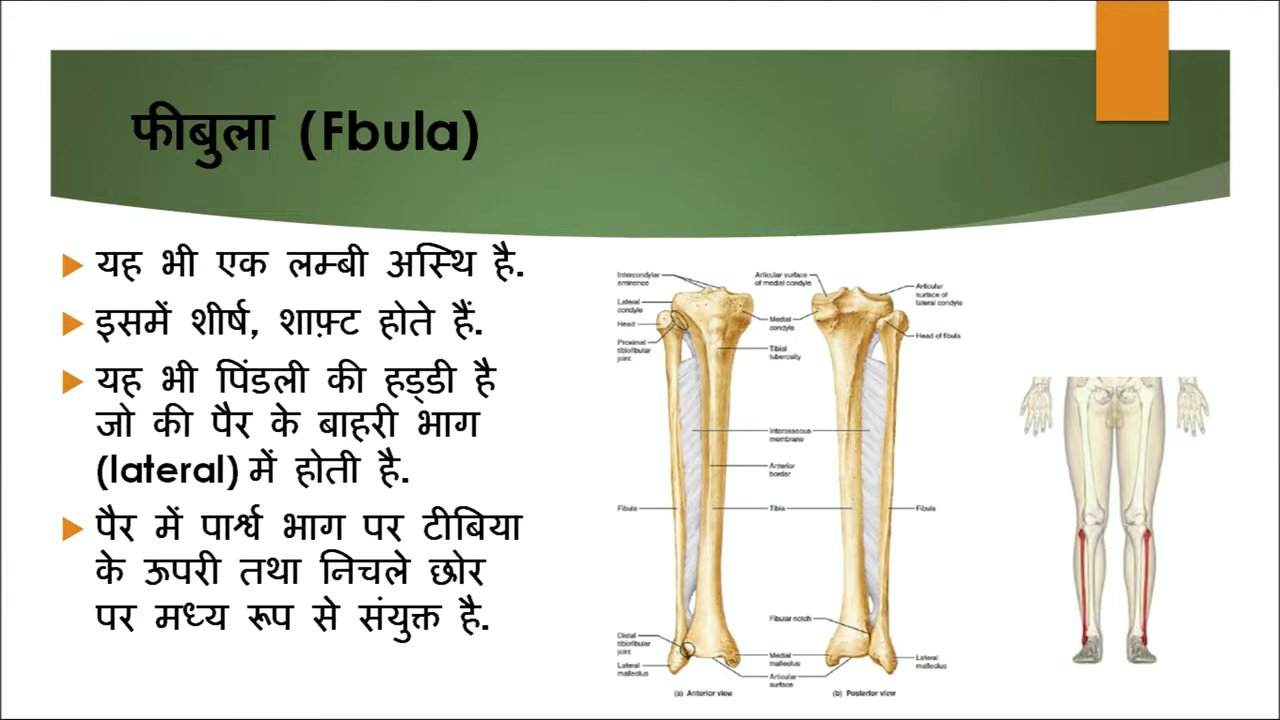 फीबुला (Fbula)
यह भी एक लम्बी अस्थि है.
इसमें शीर्ष, शाफ़्ट होते हैं.
यह भी पिंडली की हड्डी है
जो की पैर के बाहरी भाग
(lateral) में होती है.
पैर में पार्श्व भाग पर टीबिया
के ऊपरी तथा निचले छोर
पर मध्य रूप से संयुक्त है.
Intercondylar
eminence
Lateral
condyle
Head
Proximal
tibiofibular
joint
Fibula
Distal
tibiofibular
joint
Lateral
malleolus
Articular surface
of medial condyle
Medial
condyle
Tibial
tuberosity
Interosseous
membrane
Anterior
border
Tibia
Fibular notch
Medial
malleolus
Articular
surface
Articular
surface of
lateral condyle
Head of fibula
Fibula
Lateral
malleolus
(a) Anterior view
(b) Posterior view